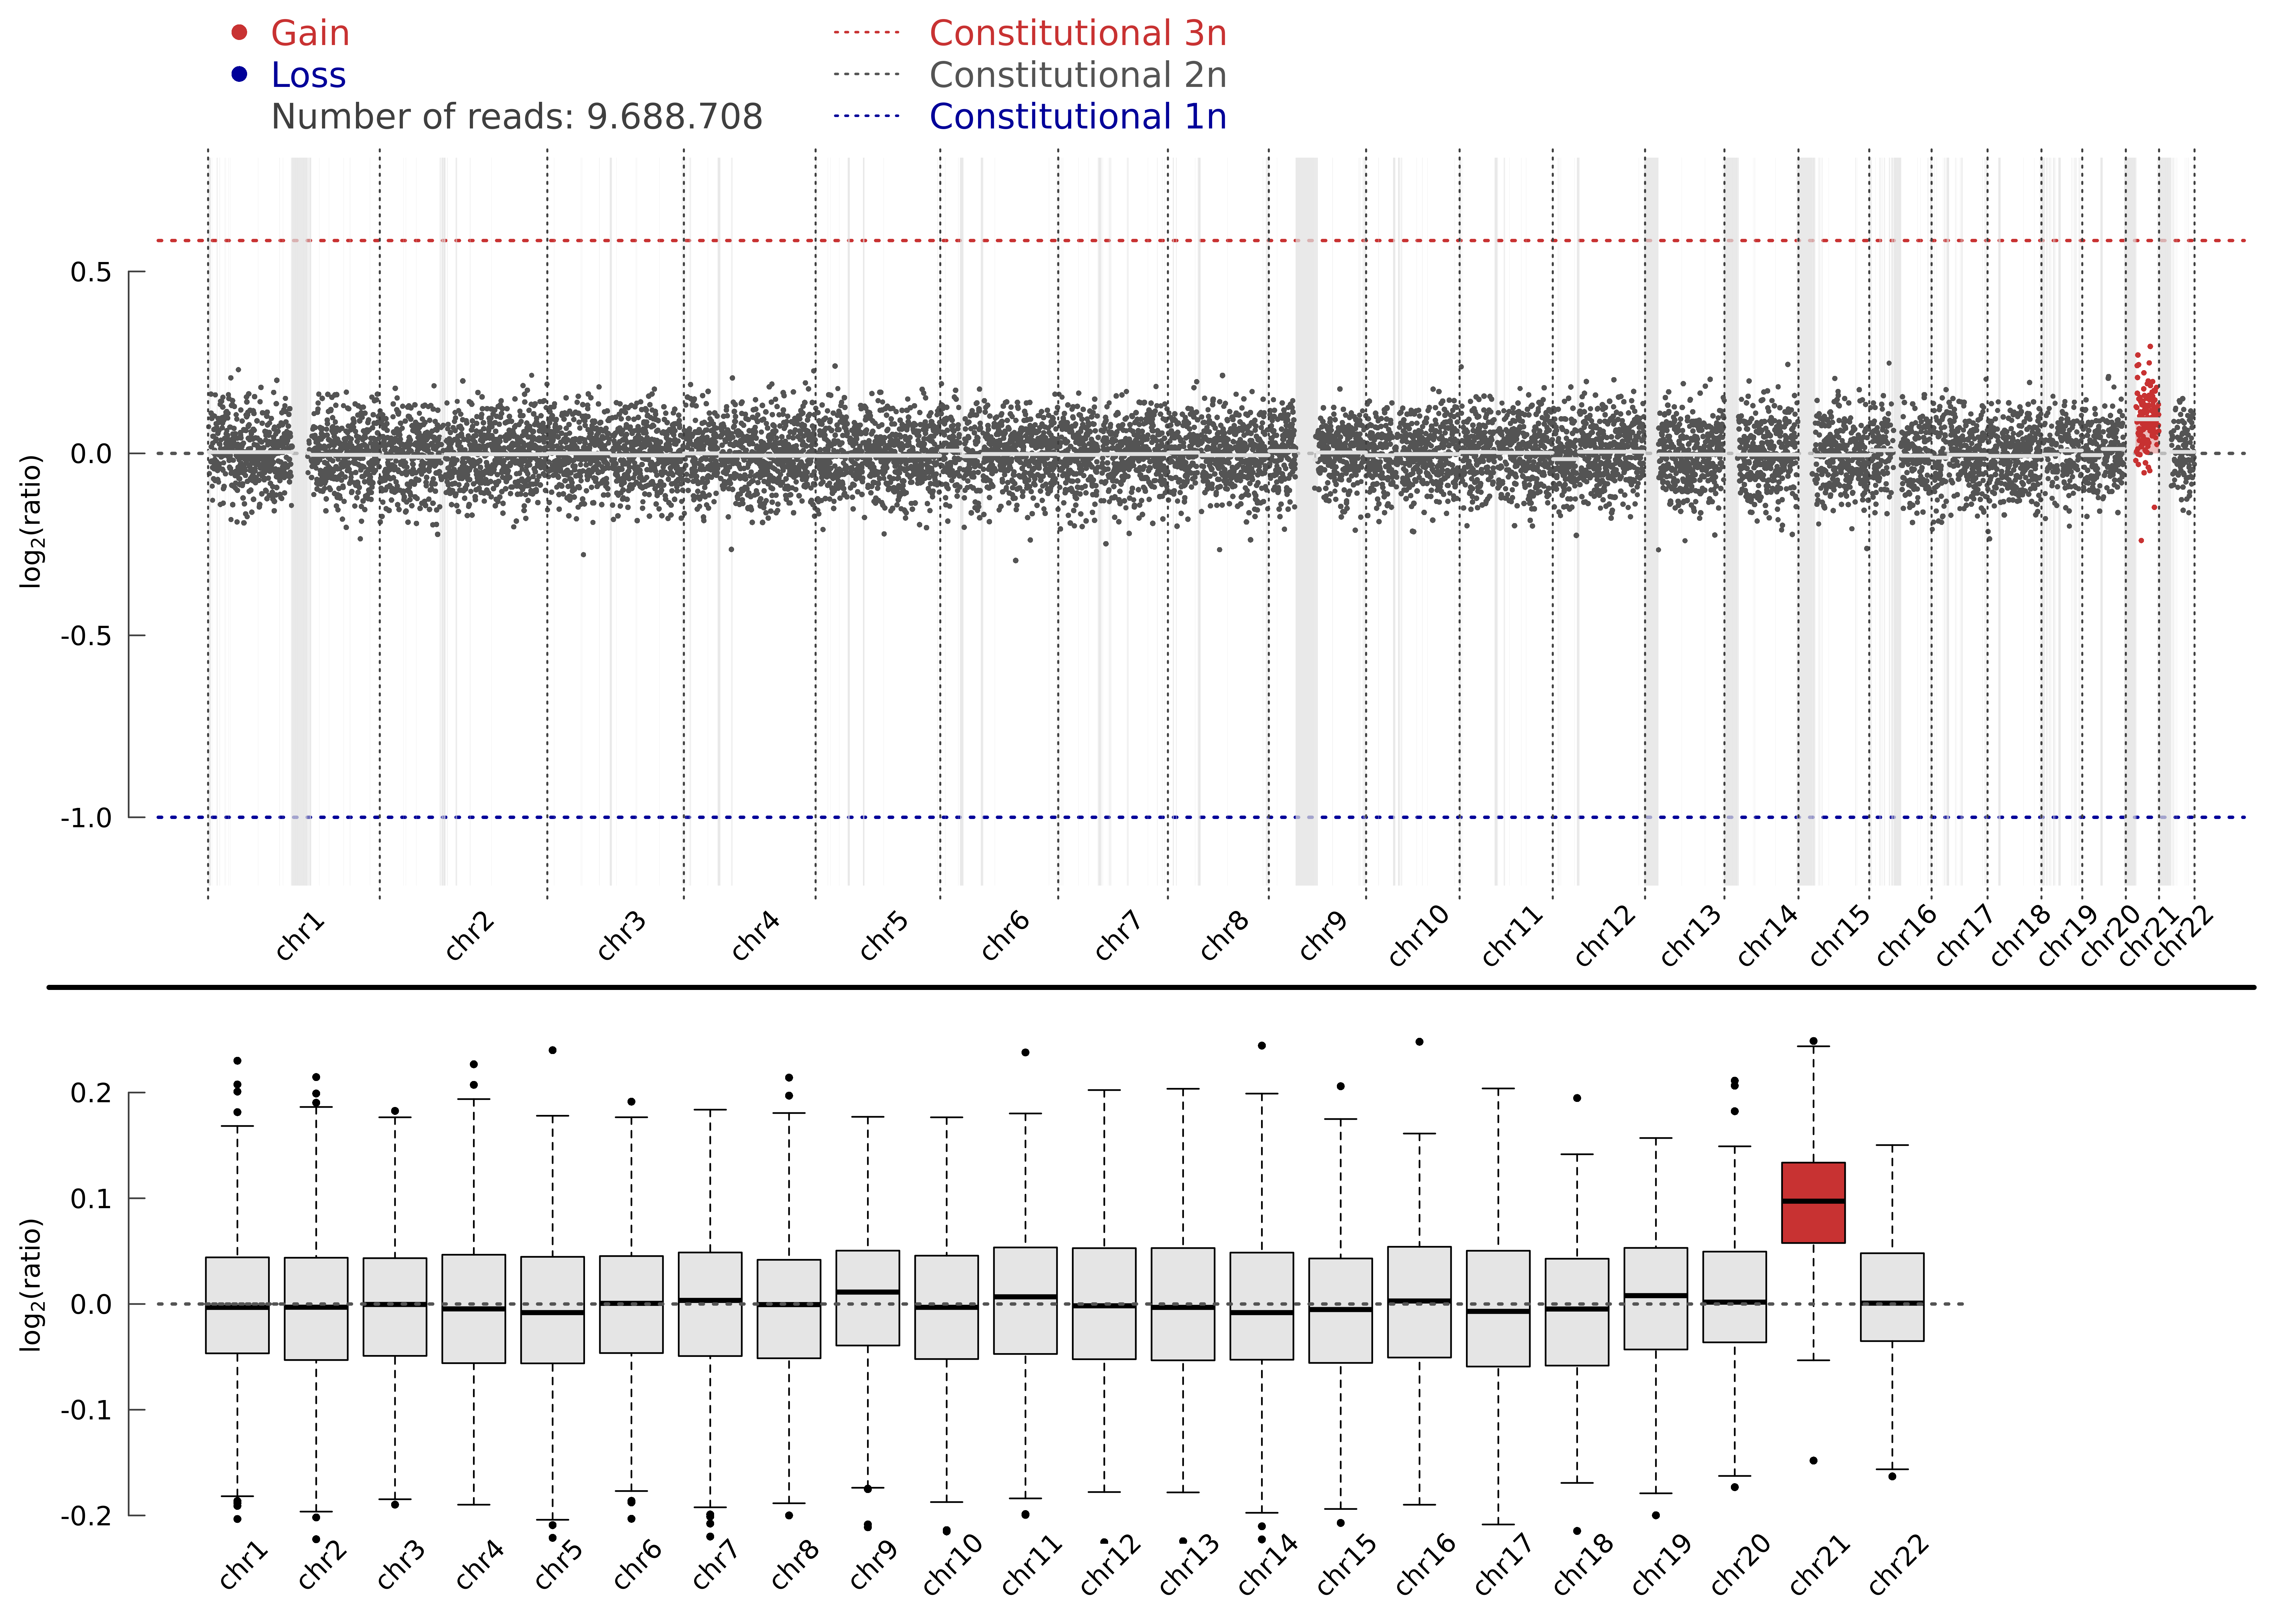 Gain
Loss
Number of reads: 9.688.708
Constitutional 3n
Constitutional 2n
Constitutional 1n
log2(ratio)
0.5
0.0
-0.5
-1.0
chr1
chr2
chr3
chr4
chr5
chr6
chr7
chr8
chr9
chr10
chr11
chr12
chr13
chr14
chr15
chr16
chr17
chr18
chr19
chr20
chr21
chr22
log2(ratio)
0.2
0.1
0.0
-0.1
-0.2
chr1
chr2
chr3
chr4
chr5
chr6
chr7
chr8
chr9
chr10
chr11
chr12
chr13
chr14
chr15
chr16
chr17
chr18
chr19
chr20
chr21
chr22